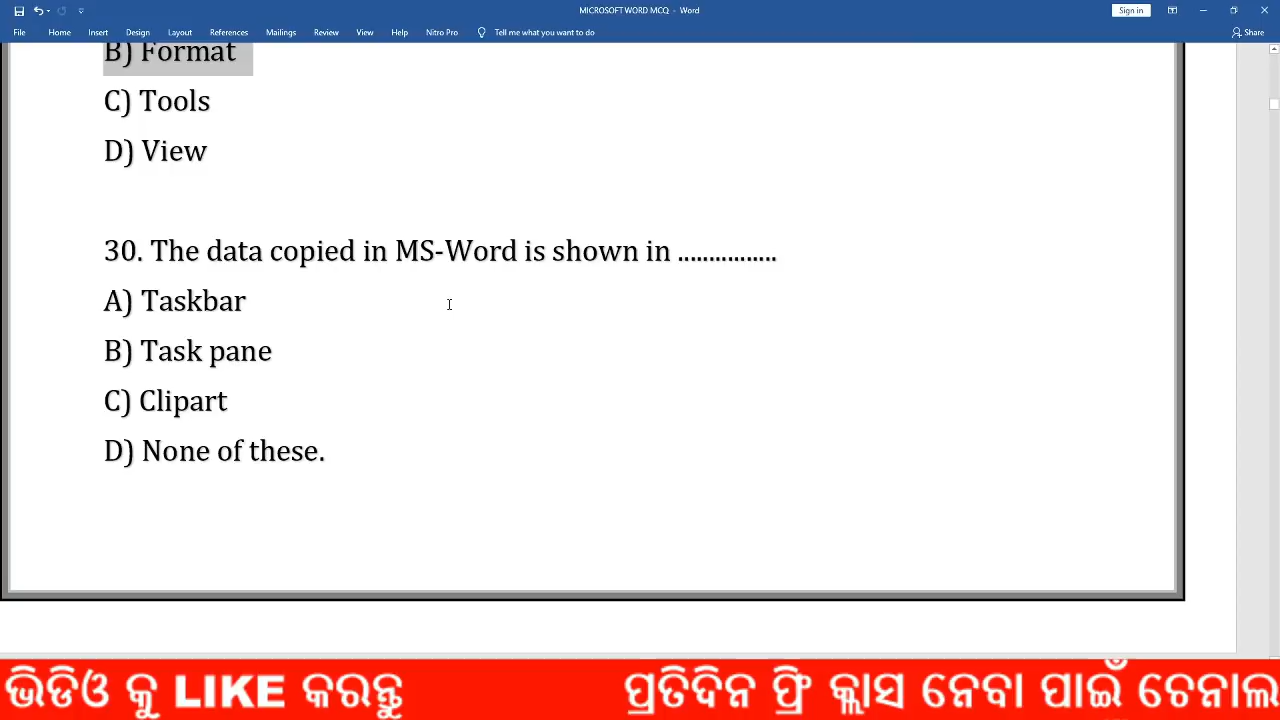 MICROSOFT WORD MCQ - Word
Sign in
File Home Insert Design Layout References Mailings Review View Help Nitro Pro Tell me what you want to do Share
B) Format
C) Tools
D) View
30. The data copied in MS-Word is shown in ................
A) Taskbar
B) Task pane
C) Clipart
D) None of these.
ଭିଡିଓ କୁ LIKE କରନ୍ତୁ ପ୍ରତିଦିନ ଫ୍ରି କ୍ଲାସ ନେବା ପାଇଁ ଚେନାଲ